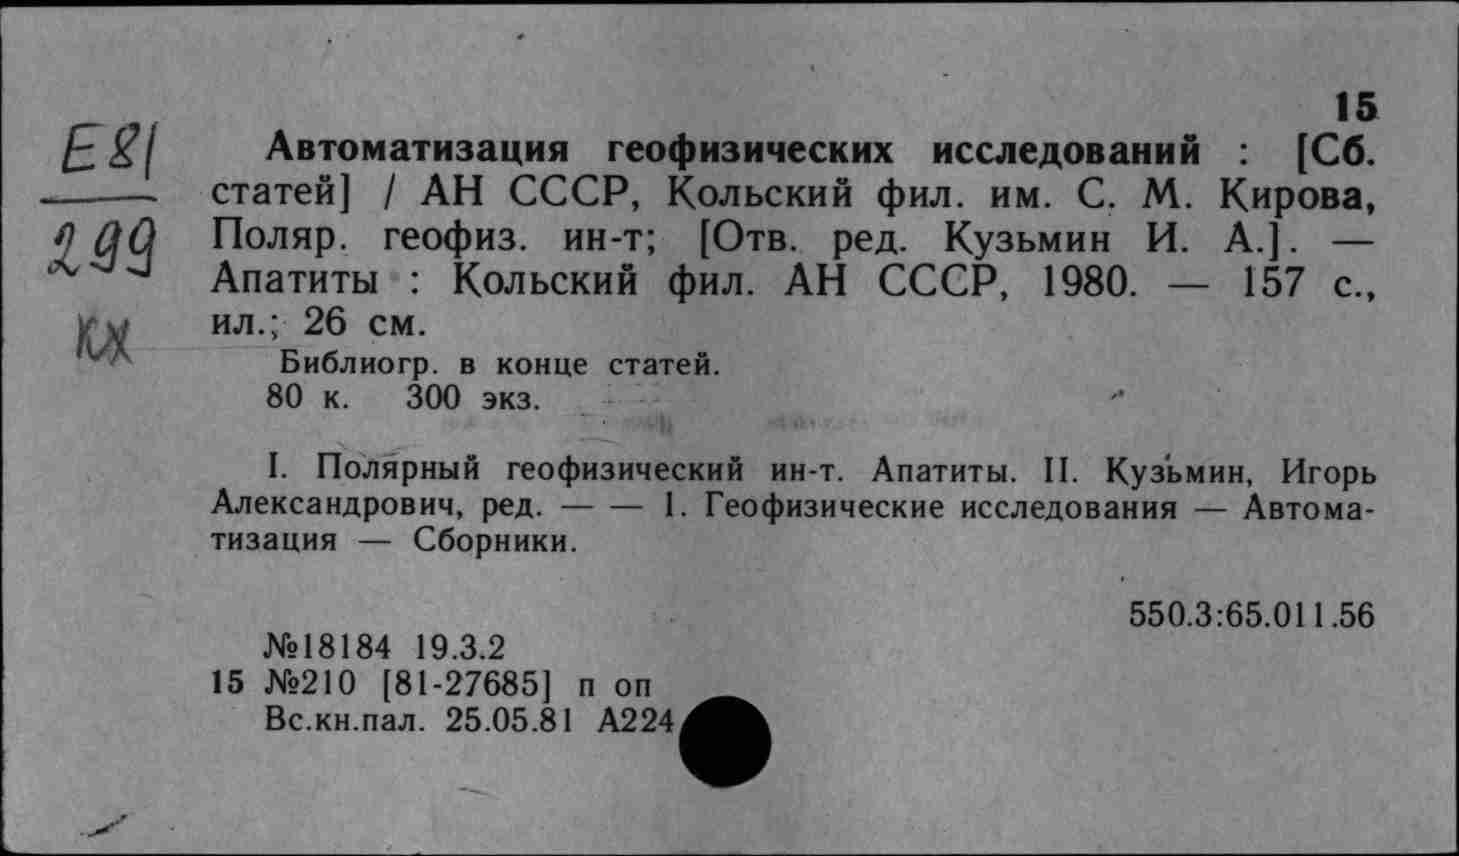 15
Е81
299
кх
Автоматизация геофизических исследований : [Сб.
статей] / АН СССР, Кольский фил. им. С. М. Кирова,
Поляр. геофиз. ин-т; [Отв. ред. Кузьмин И. А.]. —
Апатиты : Кольский фил. АН СССР, 1980. — 157 с.,
ил.; 26 см.
Библиогр. в конце статей.
80 к. 300 экз.
I. Полярный геофизический ин-т. Апатиты. II. Кузьмин, Игорь
Александрович, ред. — — 1. Геофизические исследования — Автома-
тизация — Сборники.
550.3:65.011.56
№18184 19.3.2
15 №210 [81-27685] п оп
Вс.кн.пал. 25.05.81 А224